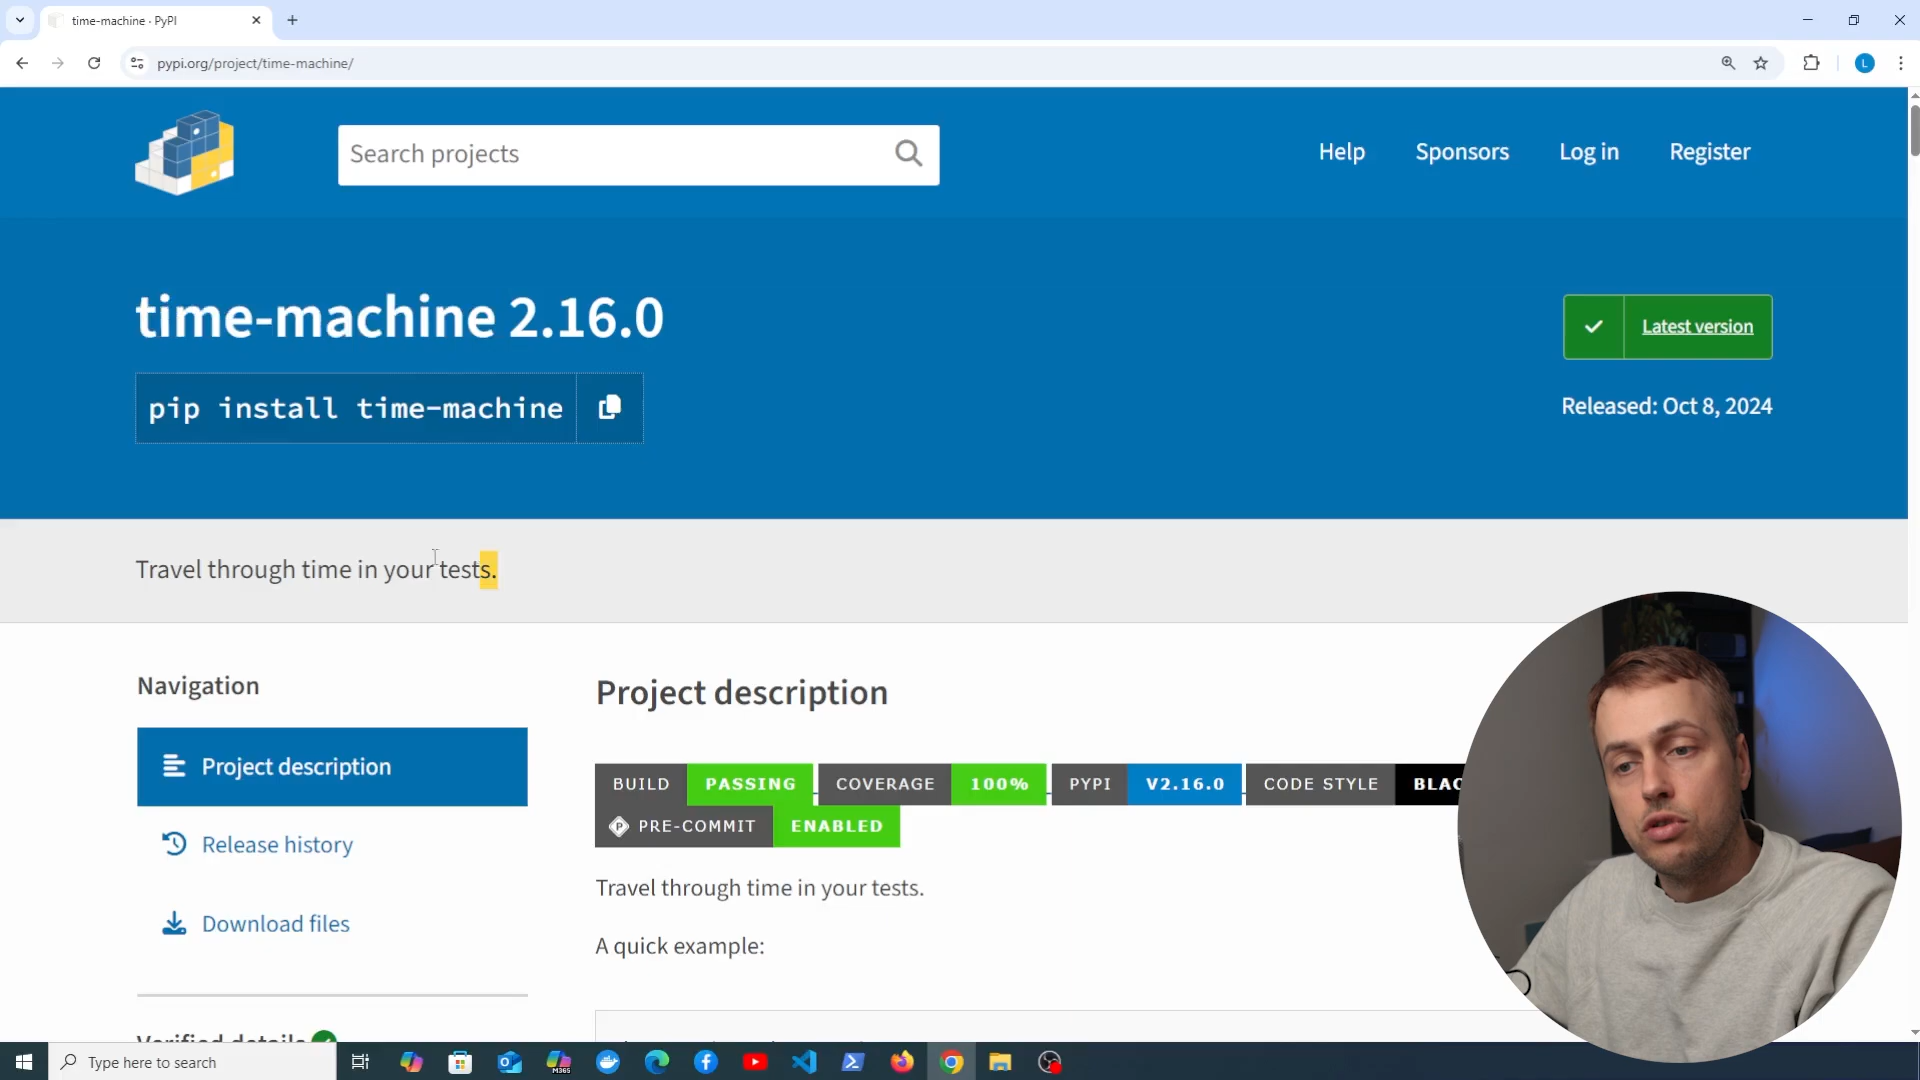 time-machine · PyPI
pypi.org/project/time-machine/
L
Search projects
Help
Sponsors
Log in
Register
time-machine 2.16.0
Latest version
pip install time-machine
Released: Oct 8, 2024
Travel through time in your tests.
Navigation
Project description
Release history
Download files
Verified details
Project description
BUILD PASSING COVERAGE 100% PYPI V2.16.0 CODE STYLE
PRE-COMMIT ENABLED
Travel through time in your tests.
A quick example:
Type here to search
M365